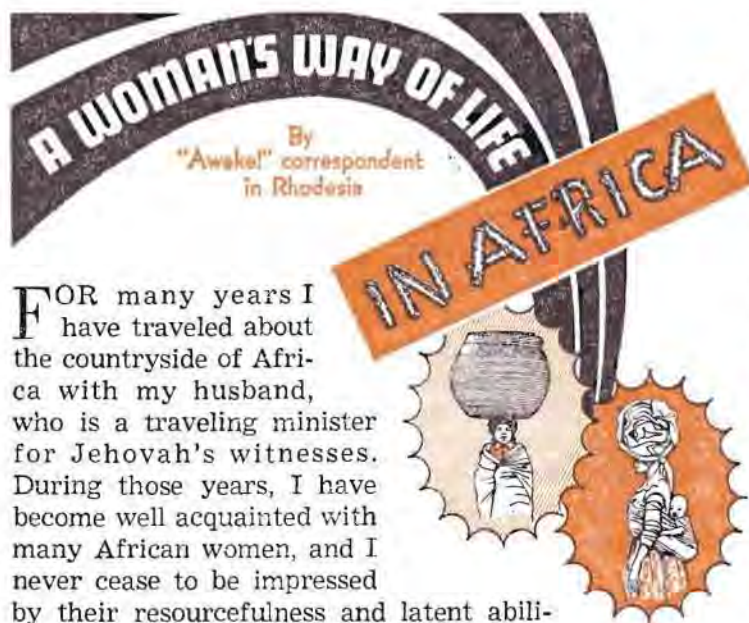 A WOMAN'S WAY OF LIFE
IN AFRICA
By
"Awake!" correspondent
in Rhodesia
FOR many years I
have traveled about
the countryside of Afri-
ca with my husband,
who is a traveling minister
for Jehovah's witnesses.
During those years, I have
become well acquainted with
many African women, and I
never cease to be impressed
by their resourcefulness and latent abili-